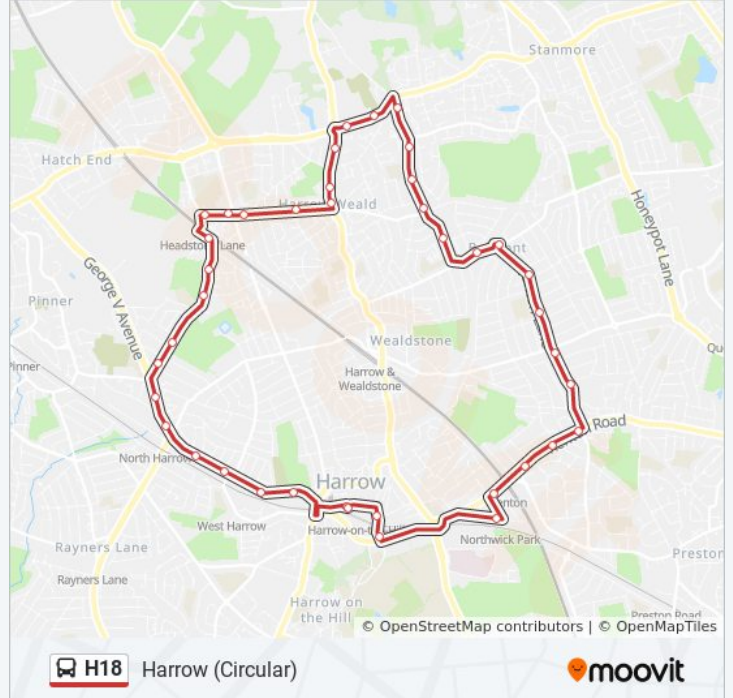 Stanmore
Hatch End
Harrow Weald
Headstone Lane
Honeypot Lane
George V Avenue
Pinner
Wealdstone
Pinner
Harrow &
Wealdstone
Road
North Harrow
Harrow
West Harrow
Harrow-on-t
Northwick Park
Rayners Lane
Preston
Rayners Lane
Harrow on
the Hill
Preston Road
© OpenStreetMap contributors | © OpenMapTiles
H18 Harrow (Circular)
moovit